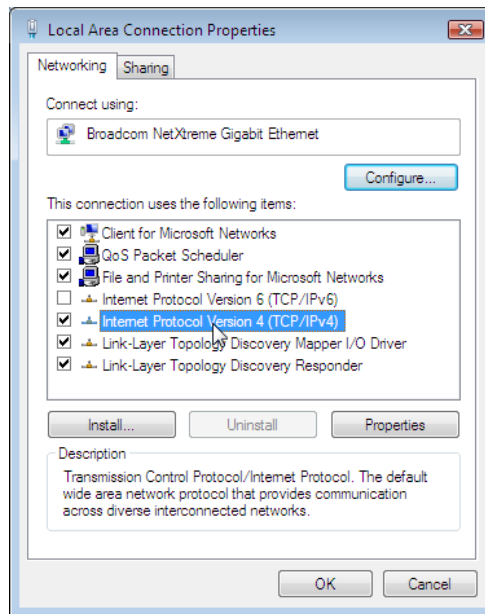 Local Area Connection Properties
Networking
Sharing
Connect using:
Broadcom NetXtreme Gigabit Ethernet
Configure...
This connection uses the following items:
Client for Microsoft Networks
QoS Packet Scheduler
File and Printer Sharing for Microsoft Networks
Internet Protocol Version 6 (TCP/IPv6)
Internet Protocol Version 4 (TCP/IPv4)
Link-Layer Topology Discovery Mapper I/O Driver
Link-Layer Topology Discovery Responder
Install...
Uninstall
Properties
Description
Transmission Control Protocol/Internet Protocol. The default
wide area network protocol that provides communication
across diverse interconnected networks.
OK
Cancel